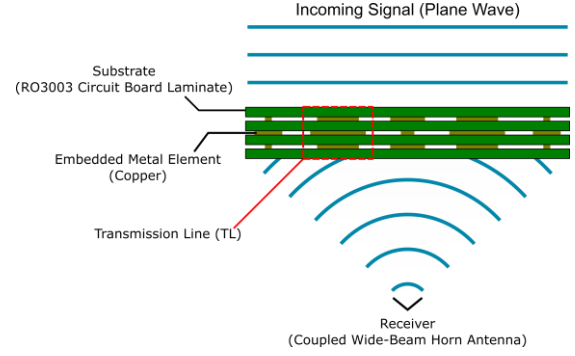 Incoming Signal (Plane Wave)
Substrate
(RO3003 Circuit Board Laminate)
Embedded Metal Element
(Copper)
Transmission Line (TL)
Receiver
(Coupled Wide-Beam Horn Antenna)